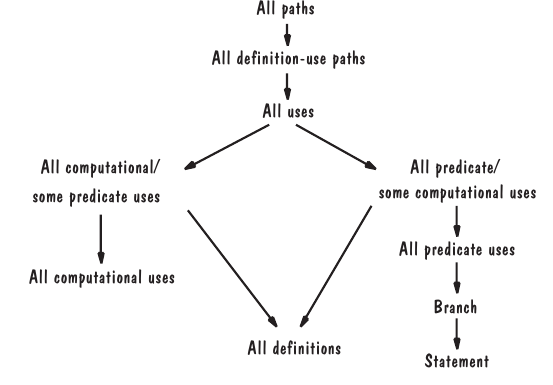 All paths
All definition-use paths
All uses
All computational/
some predicate uses
All predicate/
some computational uses
All predicate uses
All computational uses
Branch
All definitions
Statement